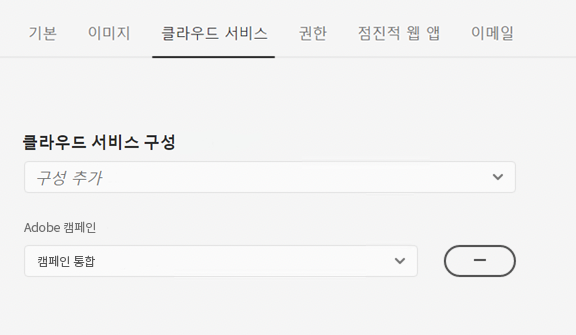 기본 이미지 클라우드 서비스 권한 점진적 웹 앱 이메일
클라우드 서비스 구성
구성 추가
Adobe 캠페인
캠페인 통합